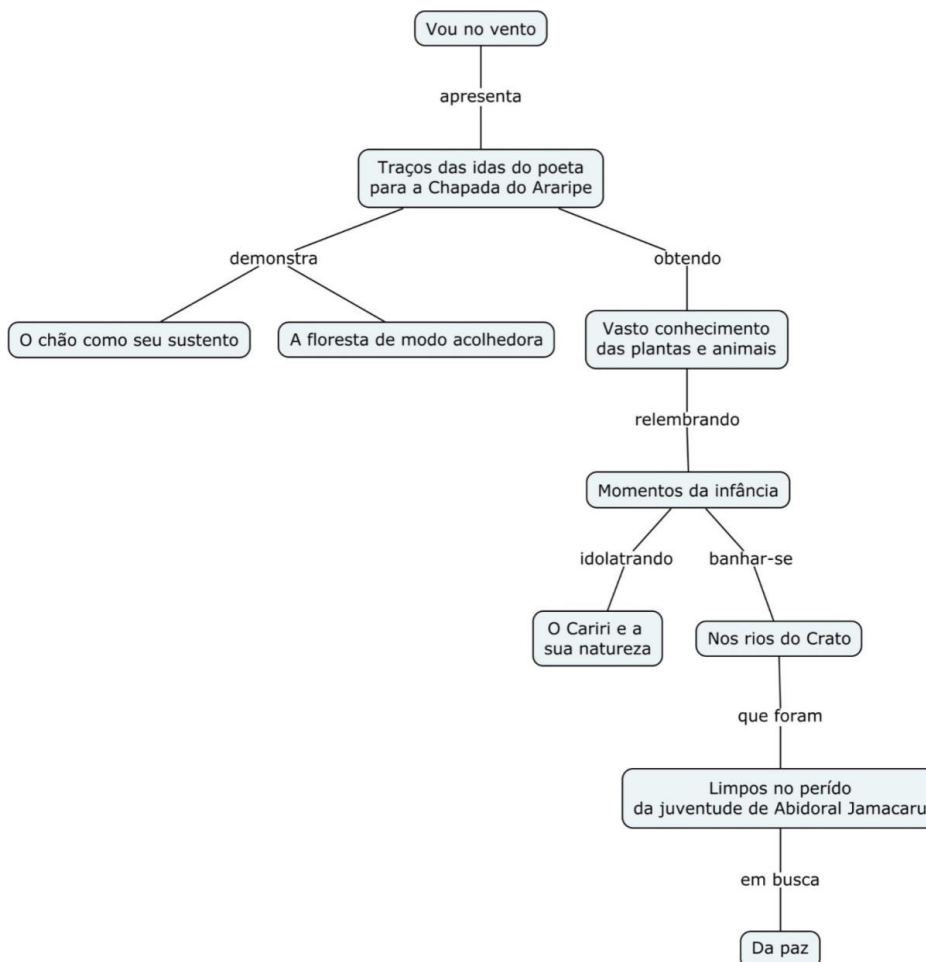 Vou no vento
apresenta
Traços das idas do poeta
para a Chapada do Araripe
demonstra
obtendo
O chão como seu sustento
A floresta de modo acolhedora
Vasto conhecimento
das plantas e animais
relembrando
Momentos da infância
idolatrando
banhar-se
O Cariri e a
sua natureza
Nos rios do Crato
que foram
Limpos no perído
da juventude de Abidoral Jamacaru
em busca
Da paz